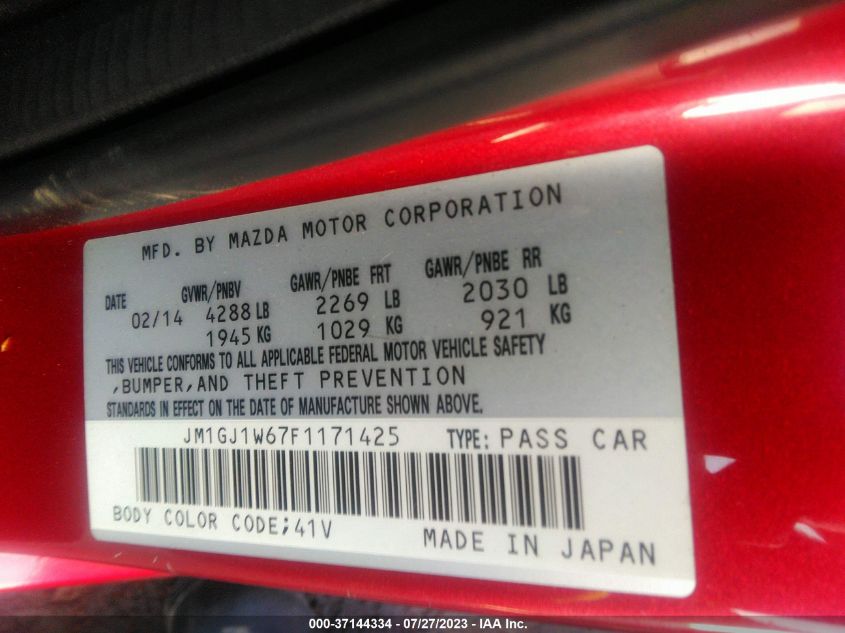 MFD. BY MAZDA MOTOR CORPORATION
DATE GVWR/PNBV GAWR/PNBE FRT GAWR/PNBE RR
02/14 4288 LB 2269 LB 2030 LB
1945 KG 1029 KG 921 KG
THIS VEHICLE CONFORMS TO ALL APPLICABLE FEDERAL MOTOR VEHICLE SAFETY
,BUMPER,AND THEFT PREVENTION
STANDARDS IN EFFECT ON THE DATE OF MANUFACTURE SHOWN ABOVE.
JM1GJ1W67F1171425 TYPE: PASS CAR
BODY COLOR CODE;41V
MADE IN JAPAN
000-37144334 - 07/27/2023 - IAA Inc.